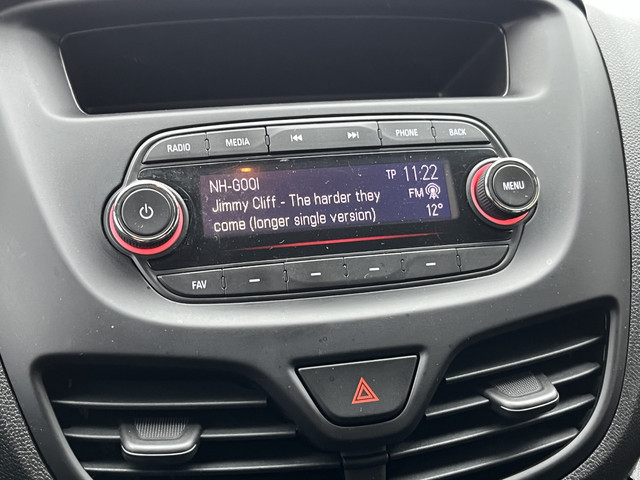 RADIO MEDIA PHONE BACK
NH-GOOI TP 11:22
Jimmy Cliff - The harder they FM
come (longer single version) 12°
MENU
FAV